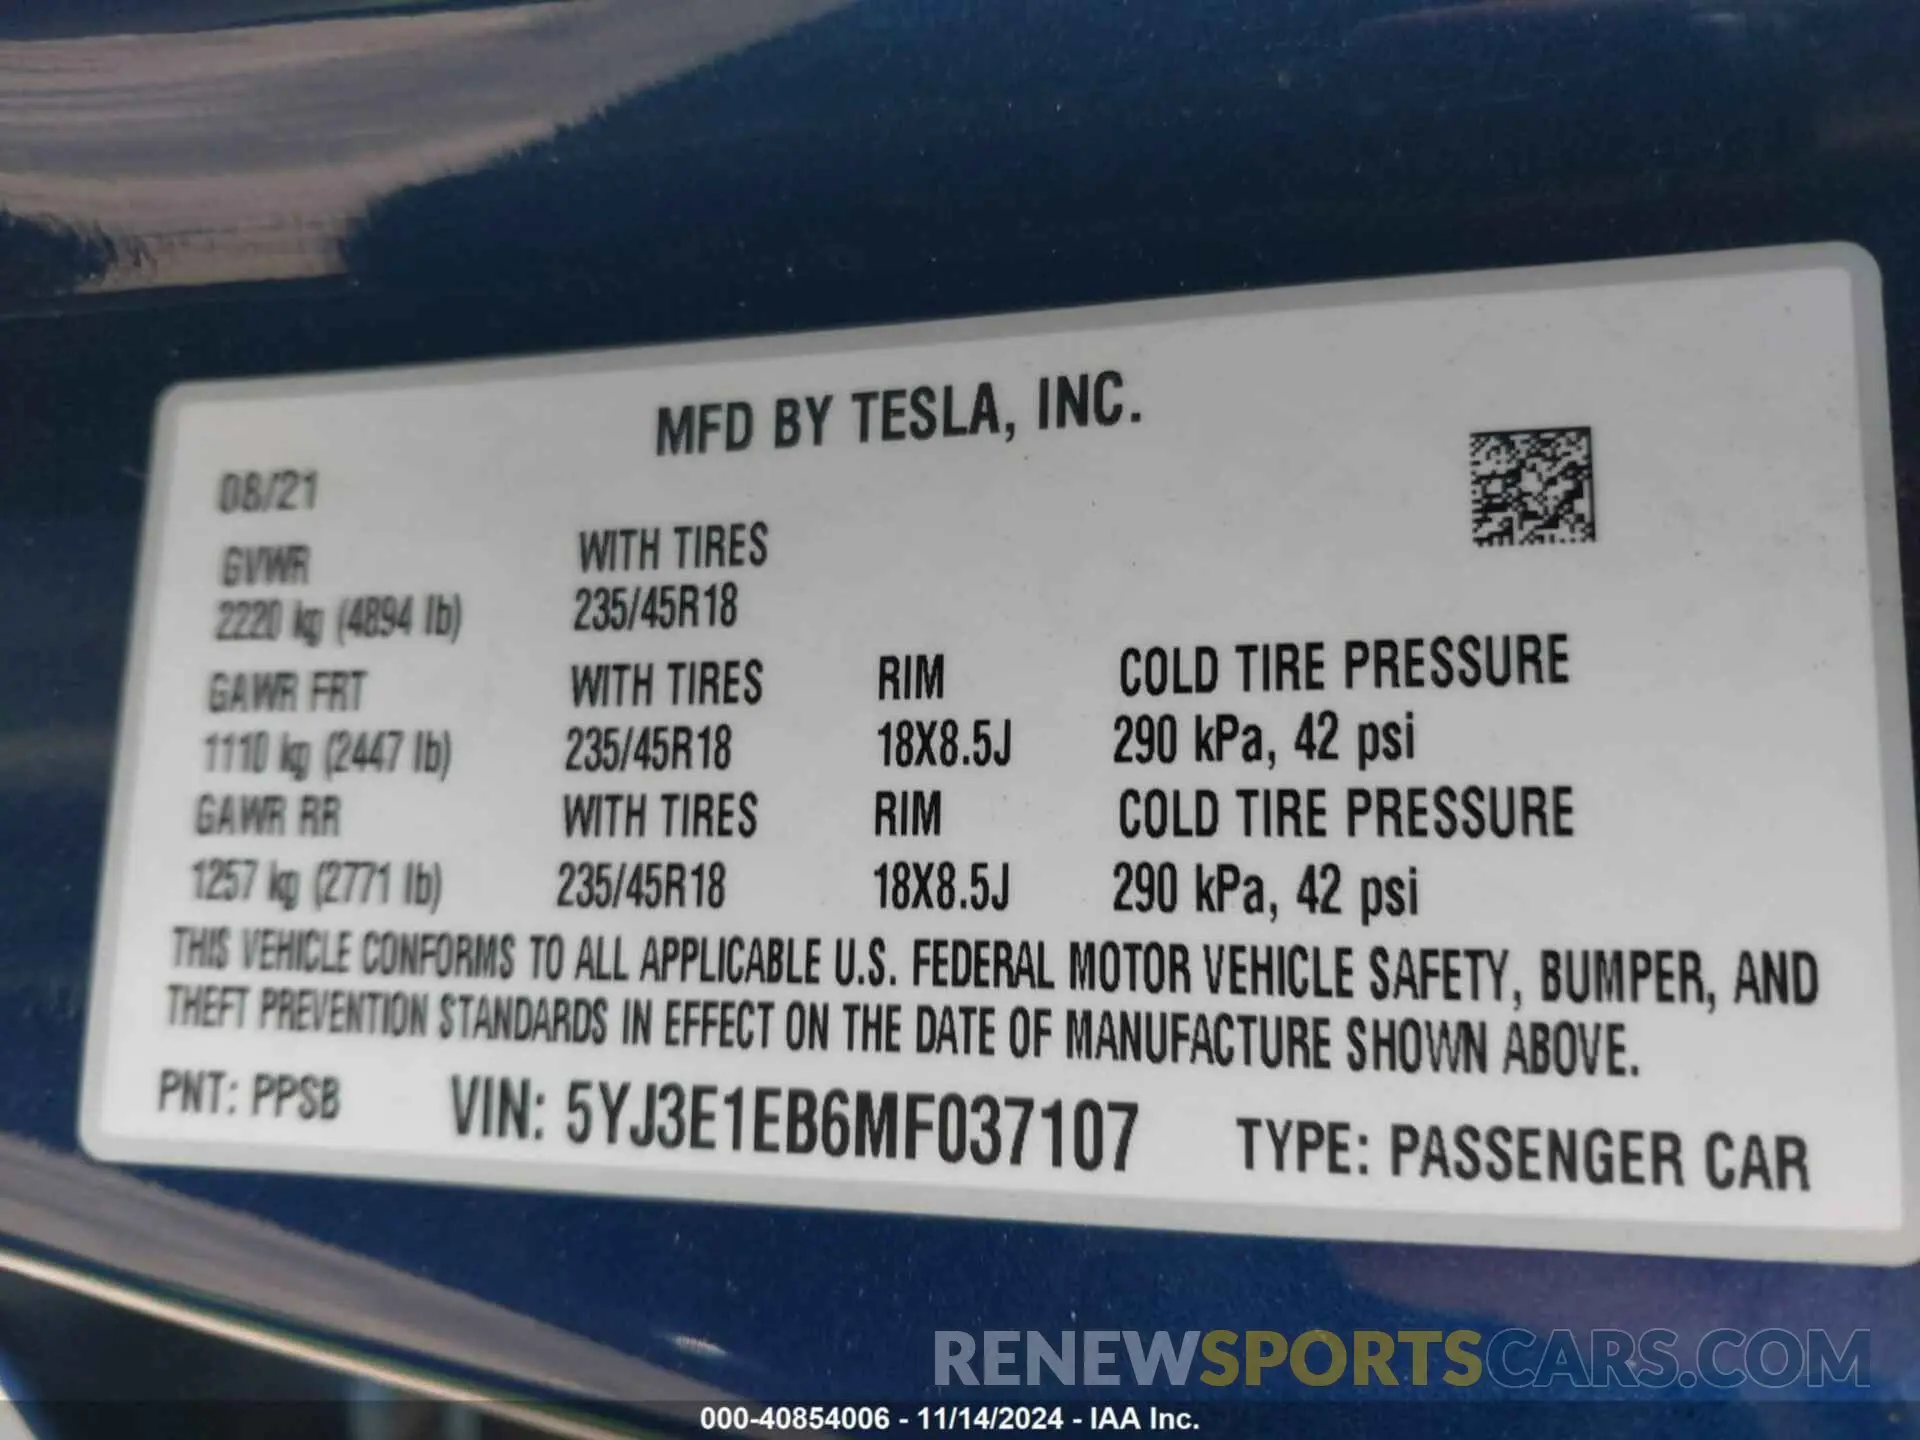 MFD BY TESLA, INC.
08/21
GVWR WITH TIRES
2220 kg (4894 lb) 235/45R18
GAWR FRT WITH TIRES RIM COLD TIRE PRESSURE
1110 kg (2447 lb) 235/45R18 18X8.5J 290 kPa, 42 psi
GAWR RR WITH TIRES RIM COLD TIRE PRESSURE
1257 kg (2771 lb) 235/45R18 18X8.5J 290 kPa, 42 psi
THIS VEHICLE CONFORMS TO ALL APPLICABLE U.S. FEDERAL MOTOR VEHICLE SAFETY, BUMPER, AND
THEFT PREVENTION STANDARDS IN EFFECT ON THE DATE OF MANUFACTURE SHOWN ABOVE.
PNT: PPSB VIN: 5YJ3E1EB6MF037107 TYPE: PASSENGER CAR
RENEWSPORTSCARS.COM
000-40854006 - 11/14/2024 - IAA Inc.